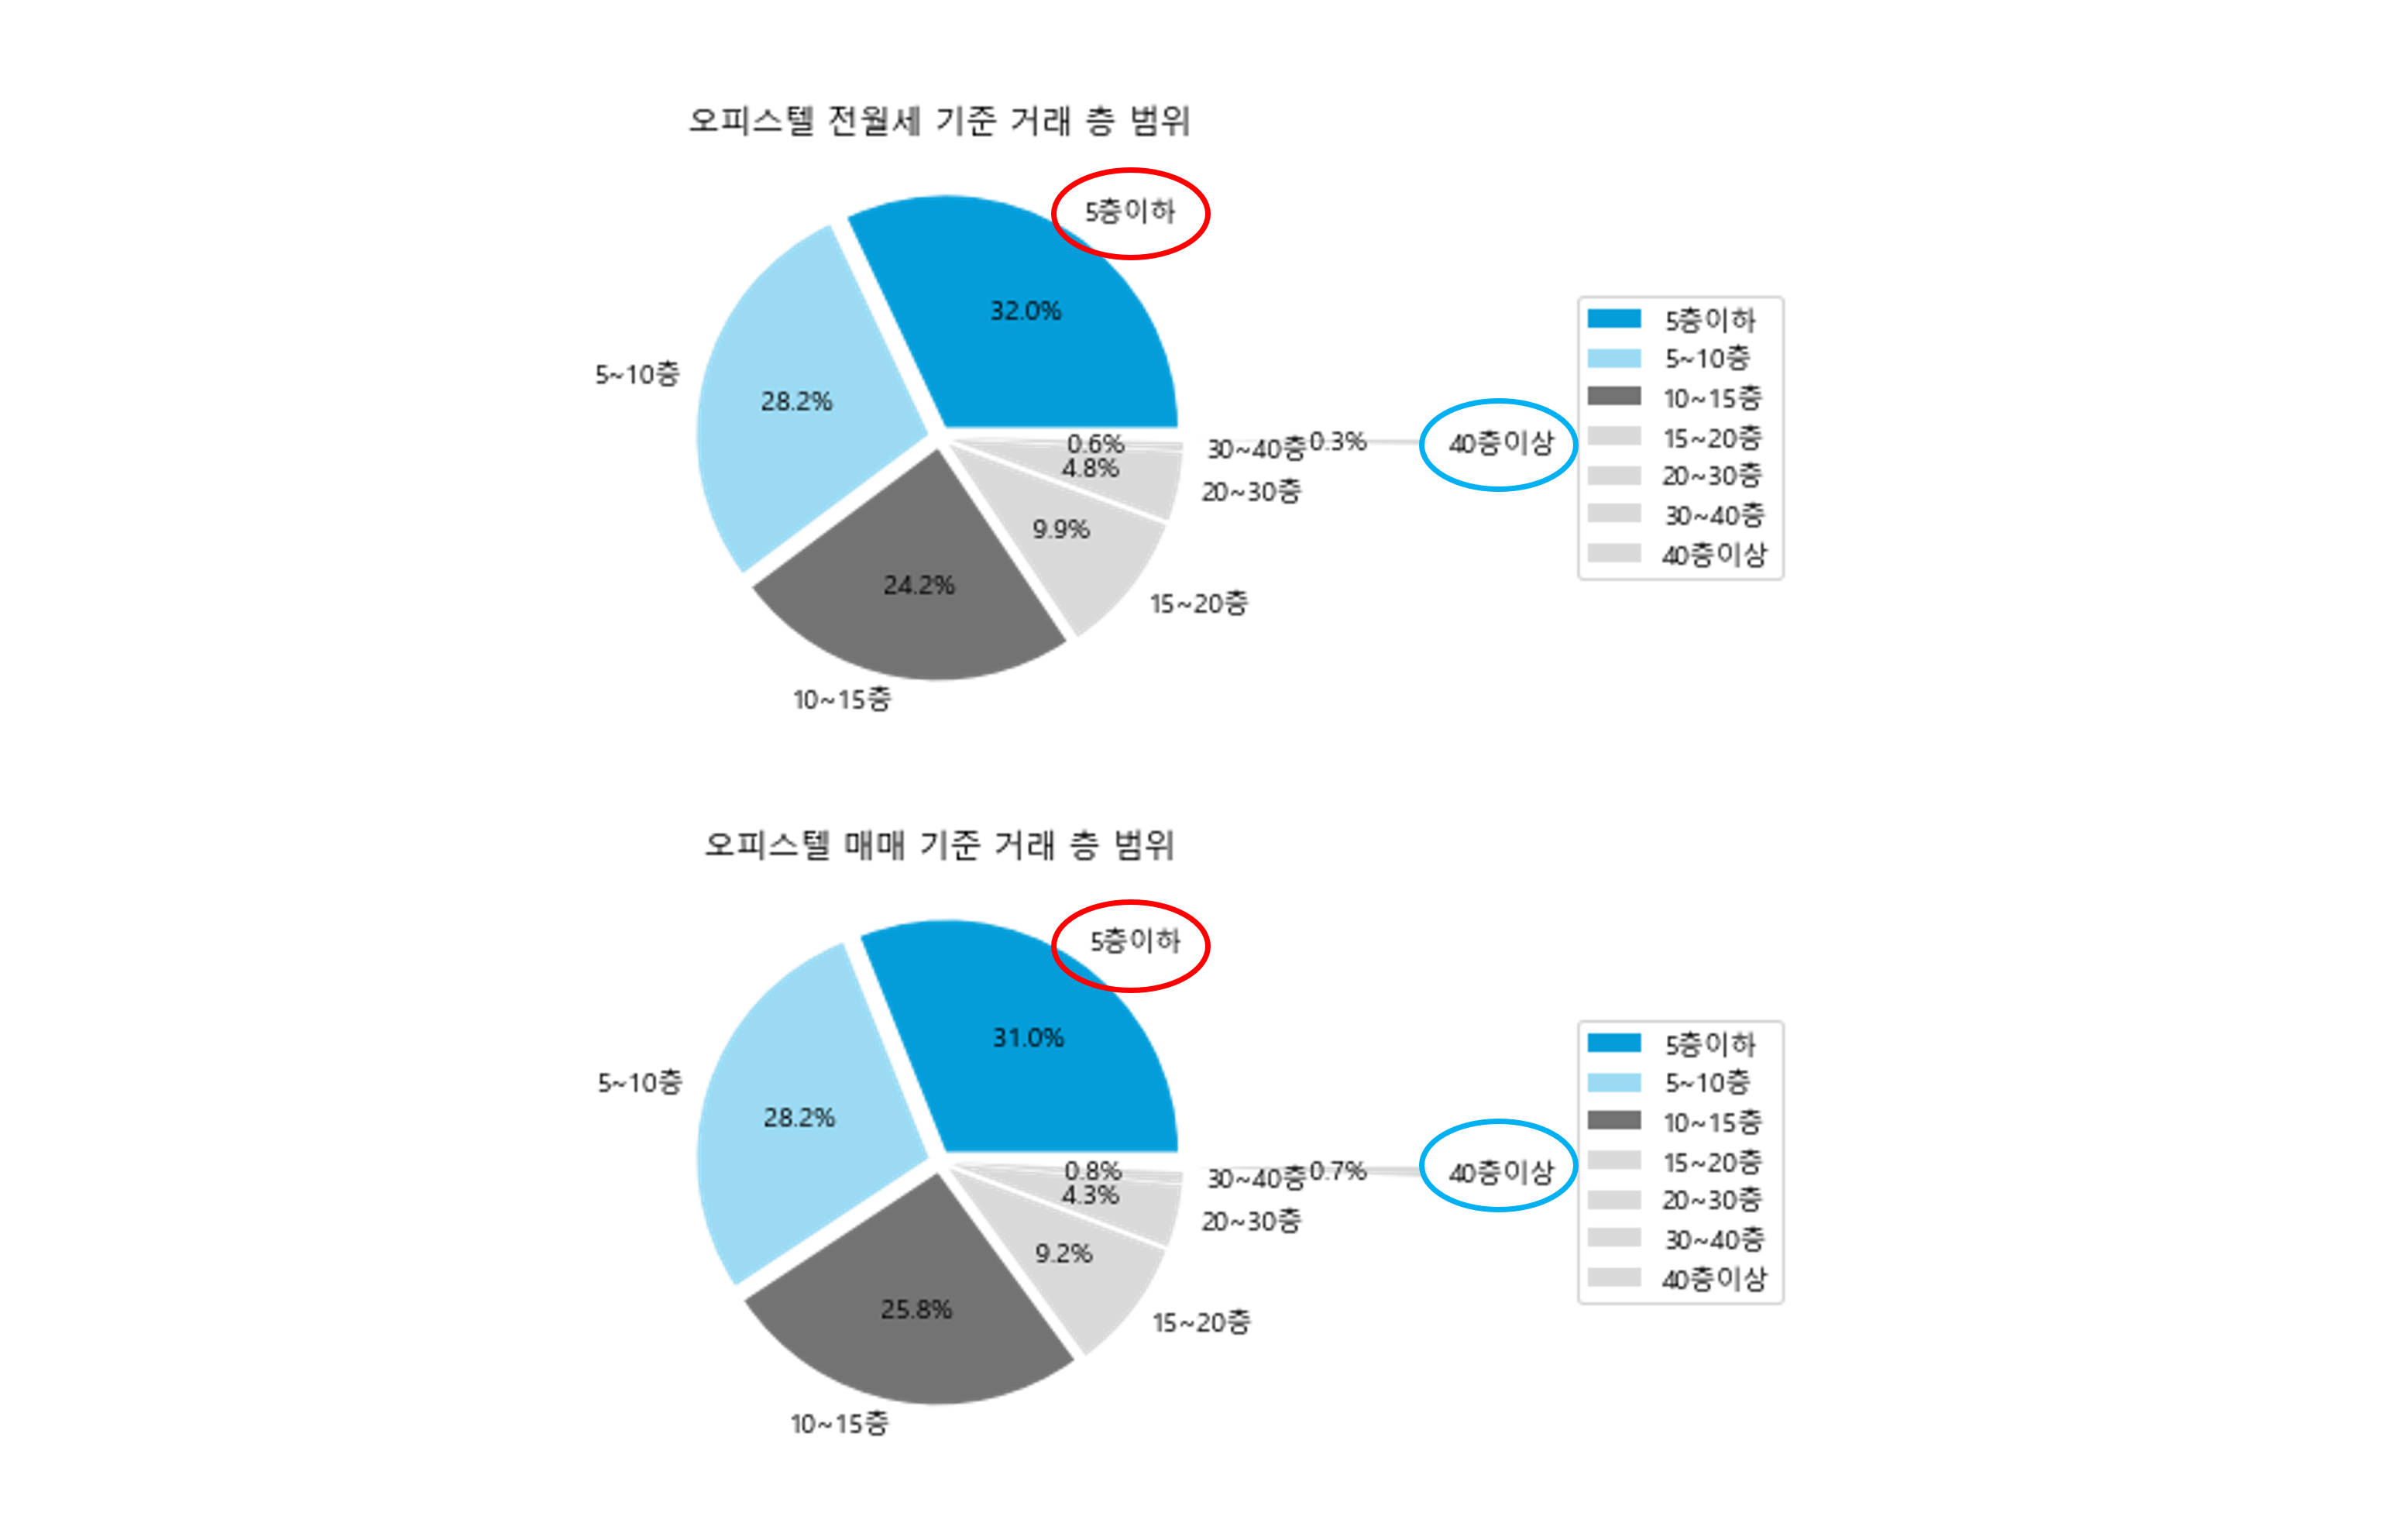 오피스텔 전월세 기준 거래 층 범위
5층이하
32.0%
5~10층
28.2%
0.6%
30~40층
0.3%
40층이상
4.8%
20~30층
9.9%
15~20층
24.2%
10~15층
5층이하
5~10층
10~15층
15~20층
20~30층
30~40층
40층이상
오피스텔 매매 기준 거래 층 범위
5층이하
31.0%
5~10층
28.2%
0.8%
30~40층
0.7%
40층이상
4.3%
20~30층
9.2%
15~20층
25.8%
10~15층
5층이하
5~10층
10~15층
15~20층
20~30층
30~40층
40층이상